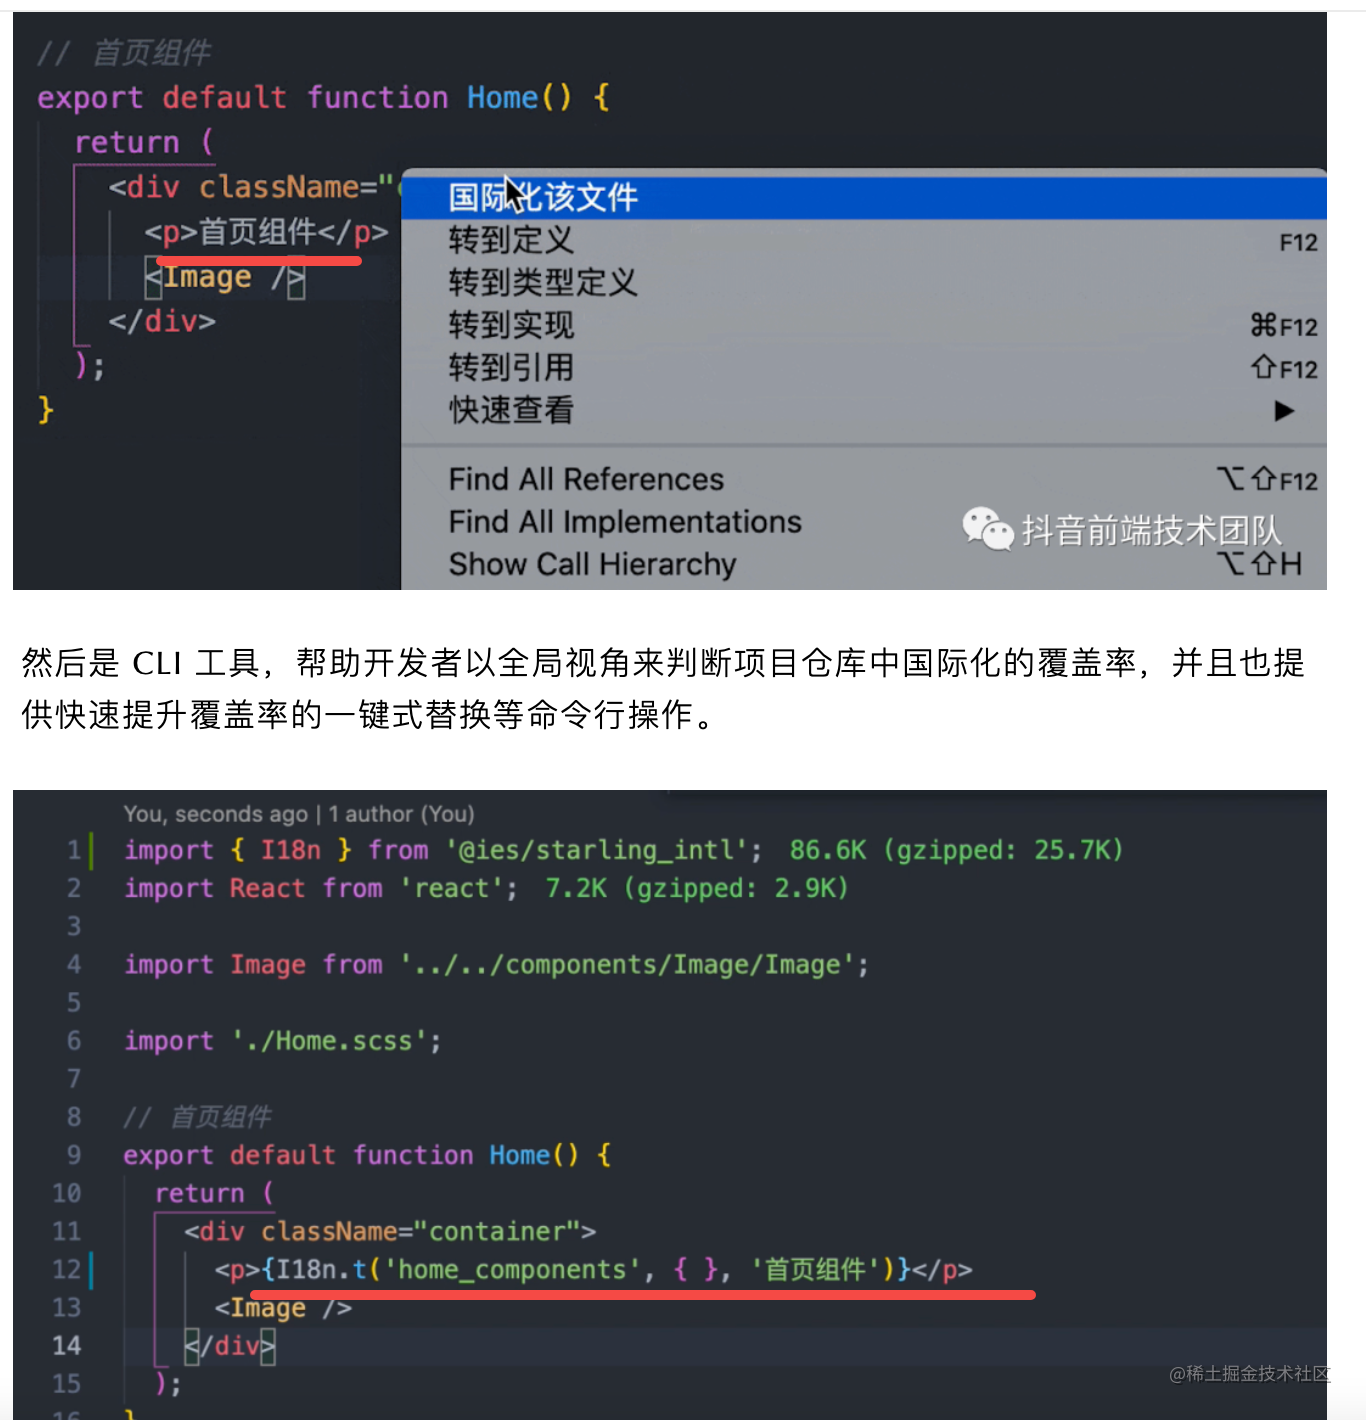 // 首页组件
export default function Home() {
return (
<div className="
<p>首页组件</p>
<Image />
</div>
);
}
国际化该文件
转到定义 F12
转到类型定义
转到实现 ⌘F12
转到引用 ⇧F12
快速查看 ▶
Find All References ⌥⇧F12
Find All Implementations
Show Call Hierarchy ⌥⇧H
抖音前端技术团队
然后是 CLI 工具，帮助开发者以全局视角来判断项目仓库中国际化的覆盖率，并且也提
供快速提升覆盖率的一键式替换等命令行操作。
You, seconds ago | 1 author (You)
1 import { I18n } from '@ies/starling_intl'; 86.6K (gzipped: 25.7K)
2 import React from 'react'; 7.2K (gzipped: 2.9K)
3
4 import Image from '../../components/Image/Image';
5
6 import './Home.scss';
7
8 // 首页组件
9 export default function Home() {
10 return (
11 <div className="container">
12 <p>{I18n.t('home_components', { }, '首页组件')}</p>
13 <Image />
14 </div>
15 );
16 }
@稀土掘金技术社区